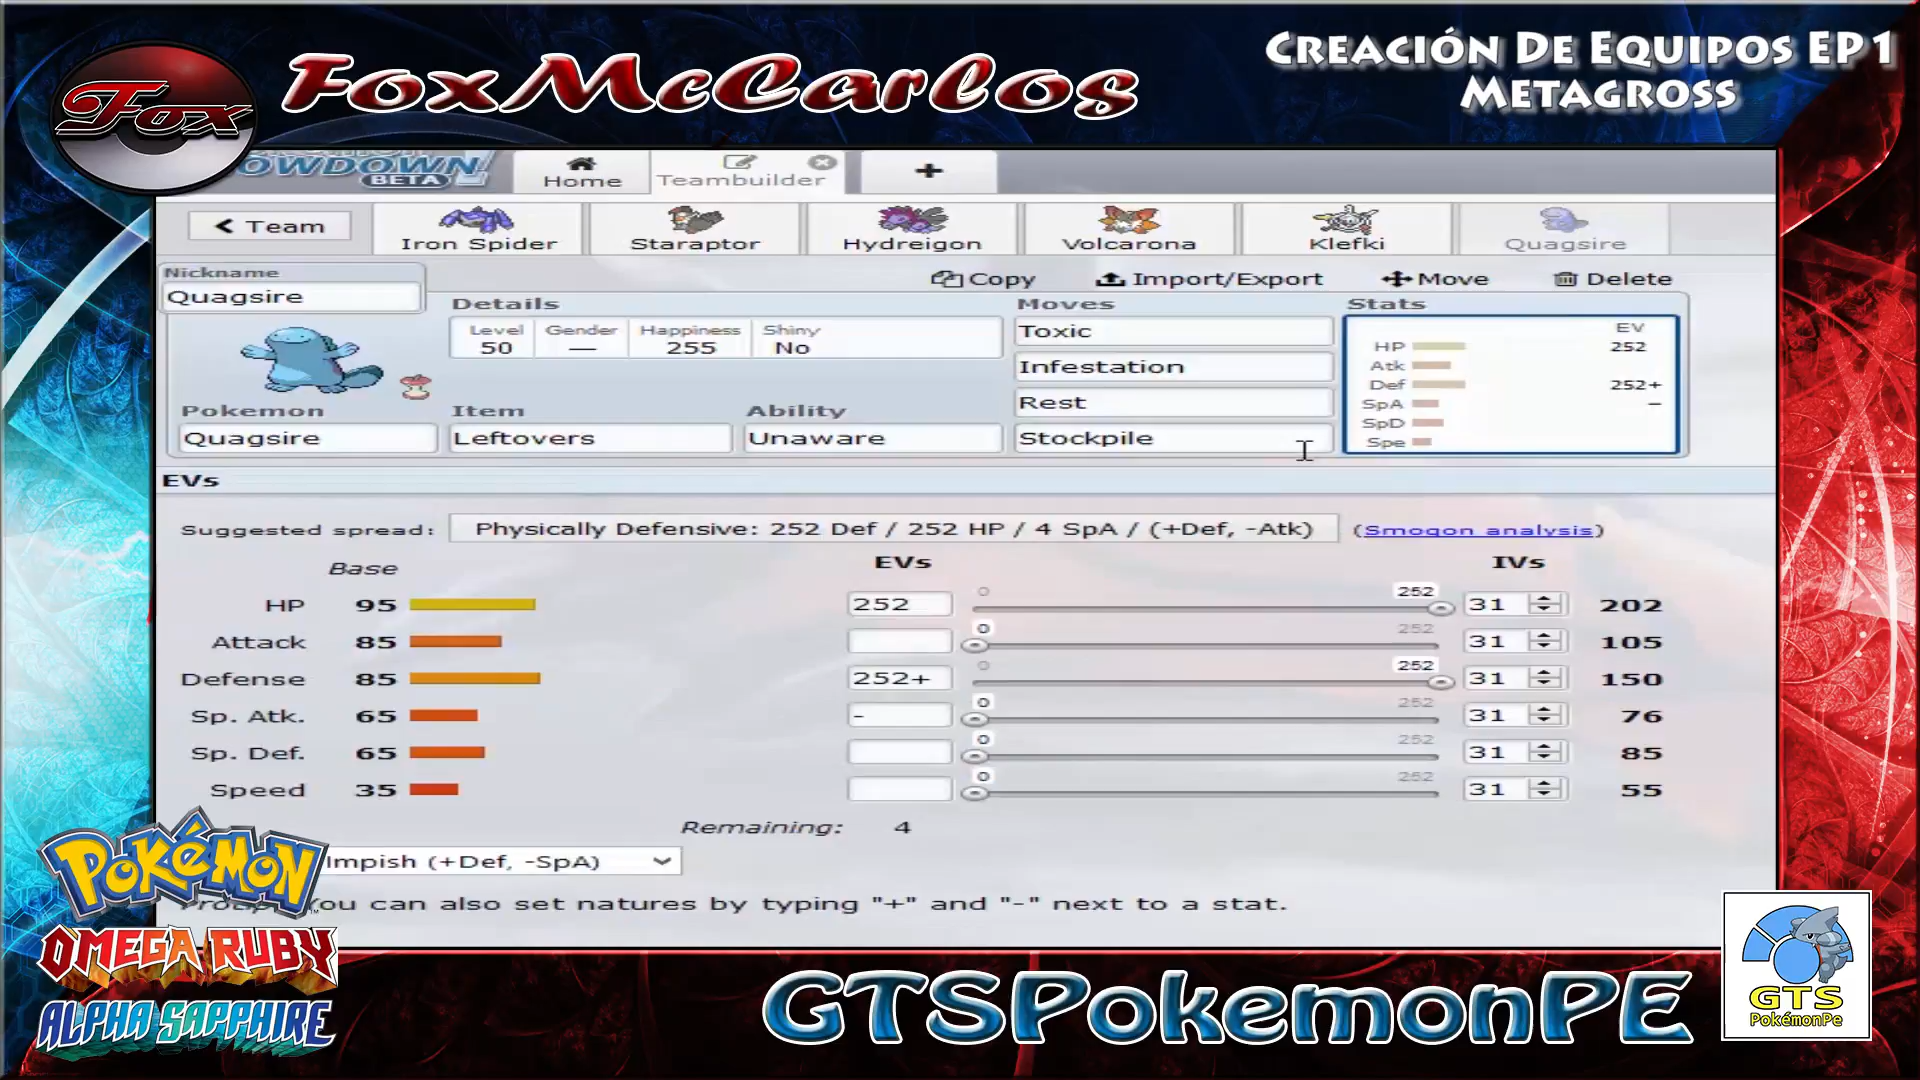 Fox
FoxMcCarlos
Creación De Equipos EP1
Metagross
OWDOWN
BETA
Home
Teambuilder
+
Team
Iron Spider
Staraptor
Hydreigon
Volcarona
Klefki
Quagsire
Copy
Import/Export
Move
Delete
Nickname
Quagsire
Details
Level
50
Gender
—
Happiness
255
Shiny
No
Pokemon
Quagsire
Item
Leftovers
Ability
Unaware
Moves
Toxic
Infestation
Rest
Stockpile
Stats
EV
HP 252
Atk
Def 252+
SpA −
SpD
Spe
EVs
Suggested spread: Physically Defensive: 252 Def / 252 HP / 4 SpA / (+Def, -Atk) (Smogon analysis)
Base EVs IVs
HP 95 252 0 252 31 202
Attack 85 0 252 31 105
Defense 85 252+ 0 252 31 150
Sp. Atk. 65 - 0 252 31 76
Sp. Def. 65 0 252 31 85
Speed 35 0 252 31 55
Remaining: 4
Impish (+Def, -SpA)
You can also set natures by typing "+" and "-" next to a stat.
POKéMON
OMEGA RUBY
ALPHA SAPPHIRE
GTSPokemonPE
GTS
PokémonPe